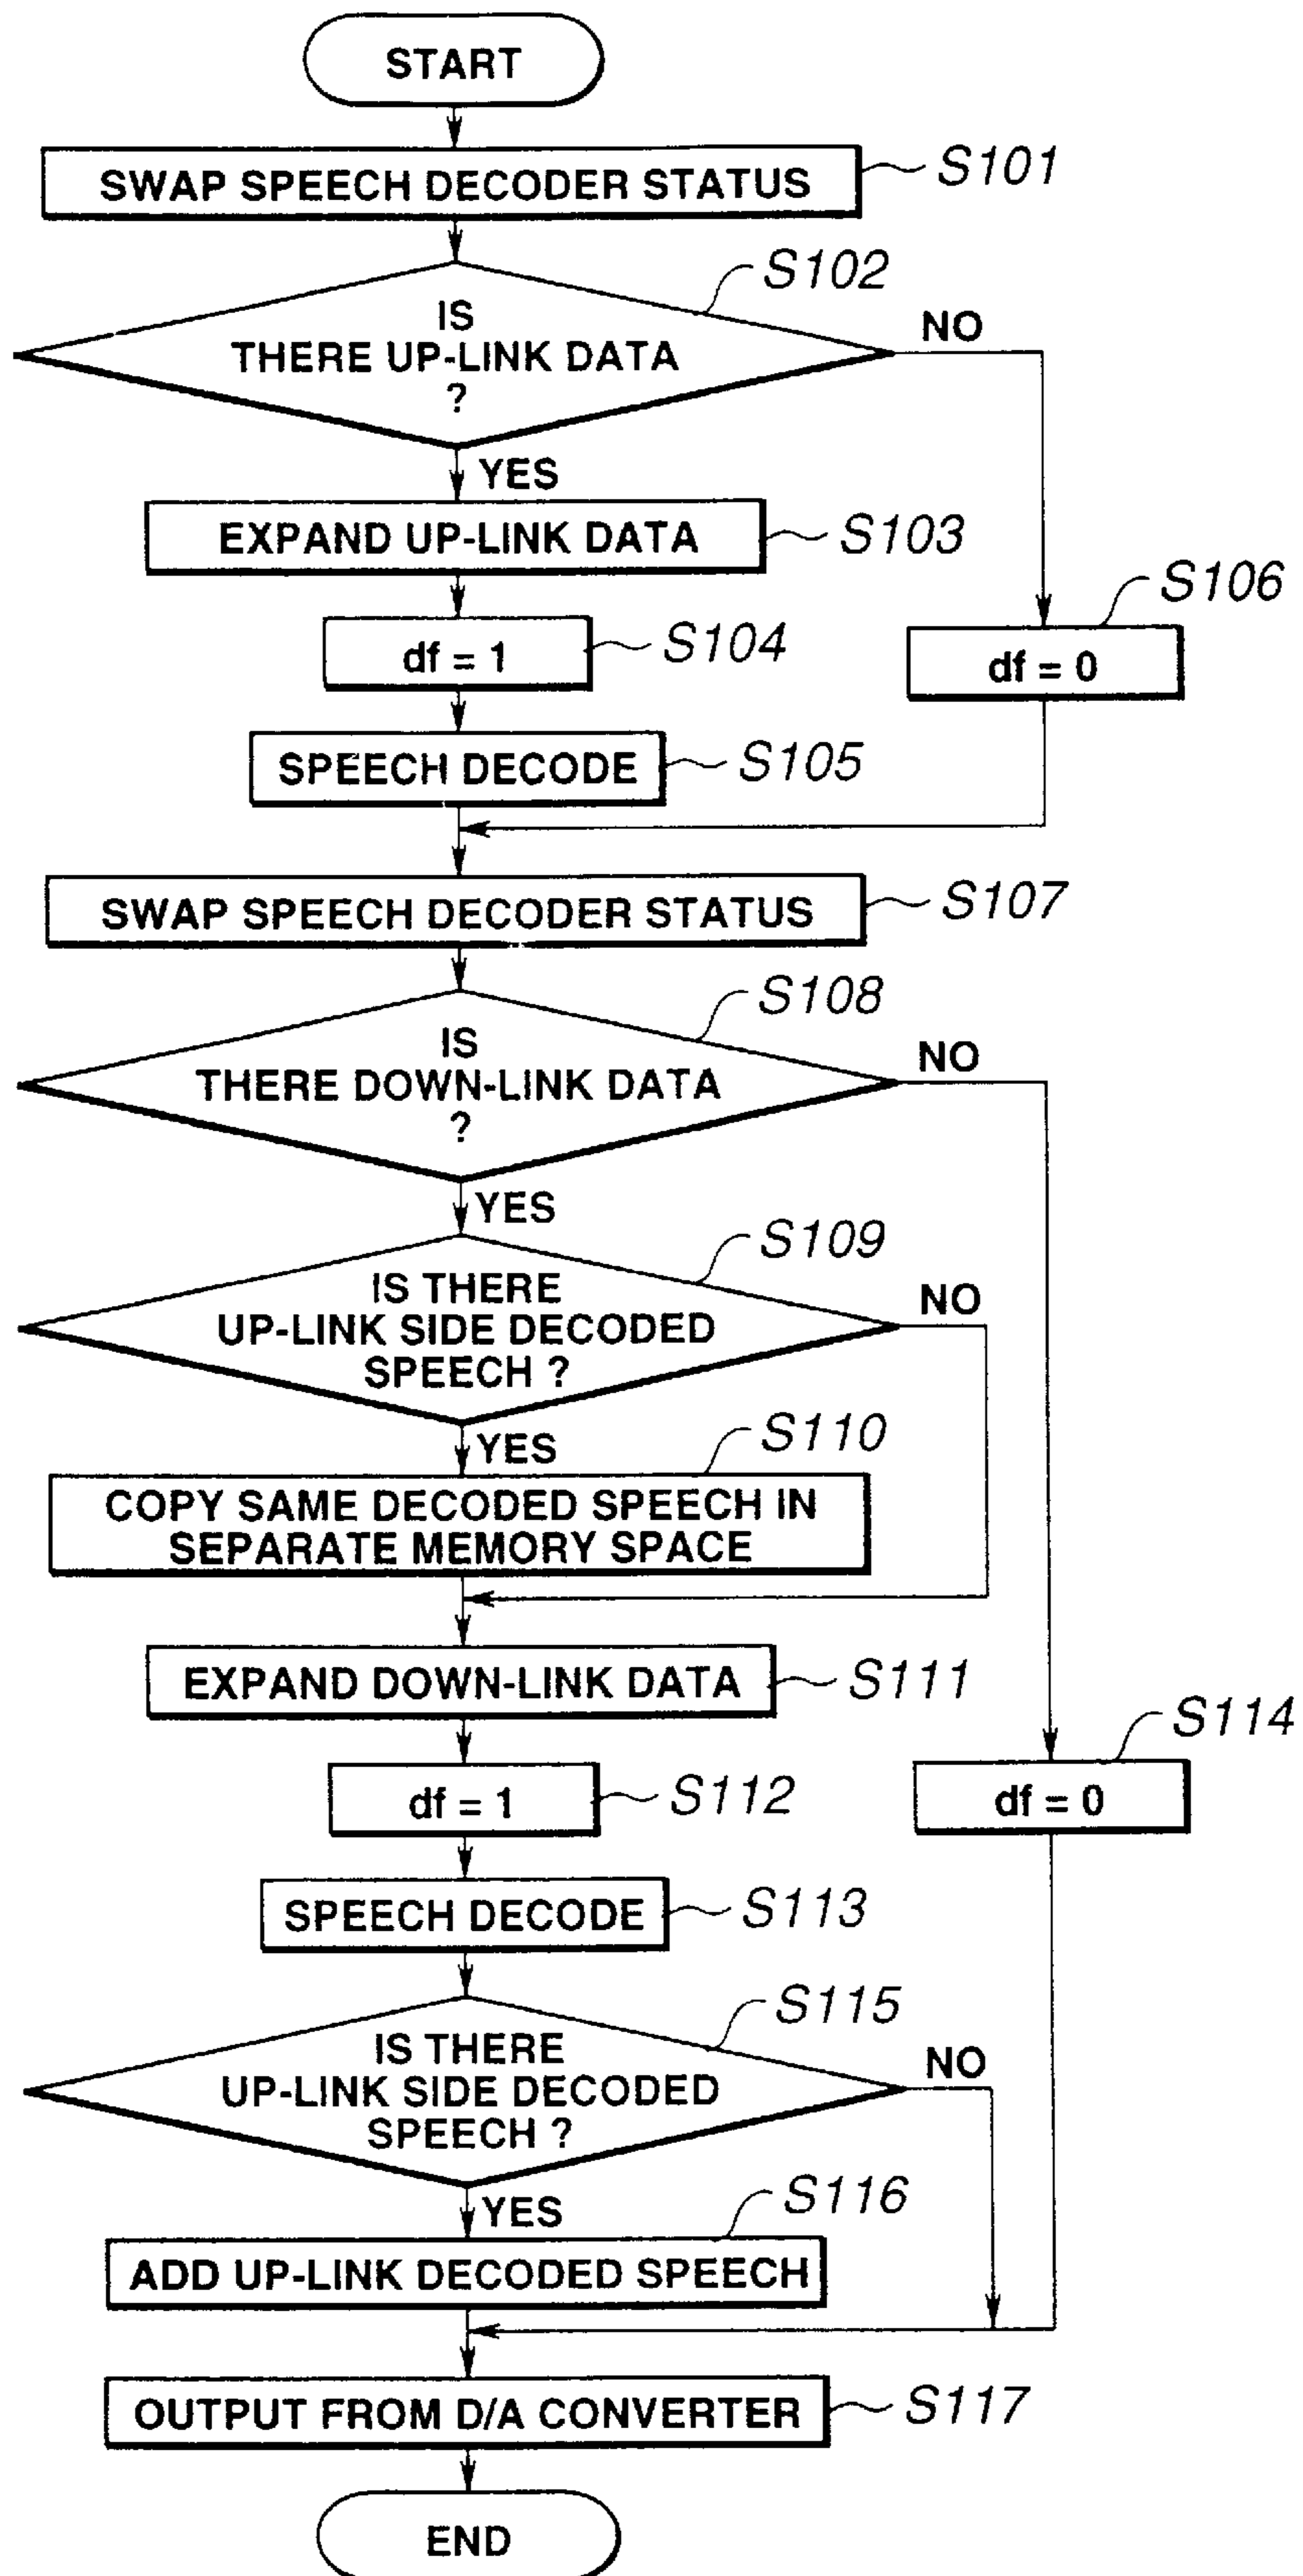 START
SWAP SPEECH DECODER STATUS
S101
S102
IS
THERE UP-LINK DATA
?
NO
YES
EXPAND UP-LINK DATA
S103
S106
df = 1
S104
df = 0
SPEECH DECODE
S105
SWAP SPEECH DECODER STATUS
S107
S108
IS
THERE DOWN-LINK DATA
?
NO
YES
S109
IS THERE
UP-LINK SIDE DECODED
SPEECH ?
NO
YES
S110
COPY SAME DECODED SPEECH IN
SEPARATE MEMORY SPACE
EXPAND DOWN-LINK DATA
S111
S114
df = 1
S112
df = 0
SPEECH DECODE
S113
S115
IS THERE
UP-LINK SIDE DECODED
SPEECH ?
NO
YES
S116
ADD UP-LINK DECODED SPEECH
OUTPUT FROM D/A CONVERTER
S117
END